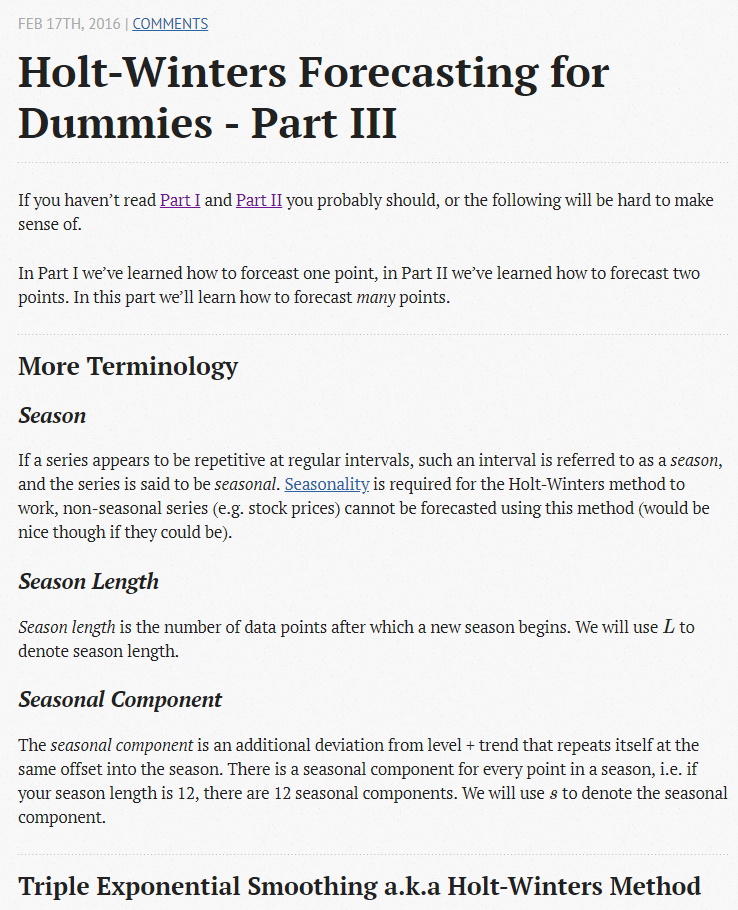 FEB 17TH, 2016 | COMMENTS
Holt-Winters Forecasting for
Dummies - Part III
If you haven’t read Part I and Part II you probably should, or the following will be hard to make
sense of.
In Part I we’ve learned how to forceast one point, in Part II we’ve learned how to forecast two
points. In this part we’ll learn how to forecast many points.
More Terminology
Season
If a series appears to be repetitive at regular intervals, such an interval is referred to as a season,
and the series is said to be seasonal. Seasonality is required for the Holt-Winters method to
work, non-seasonal series (e.g. stock prices) cannot be forecasted using this method (would be
nice though if they could be).
Season Length
Season length is the number of data points after which a new season begins. We will use L to
denote season length.
Seasonal Component
The seasonal component is an additional deviation from level + trend that repeats itself at the
same offset into the season. There is a seasonal component for every point in a season, i.e. if
your season length is 12, there are 12 seasonal components. We will use s to denote the seasonal
component.
Triple Exponential Smoothing a.k.a Holt-Winters Method